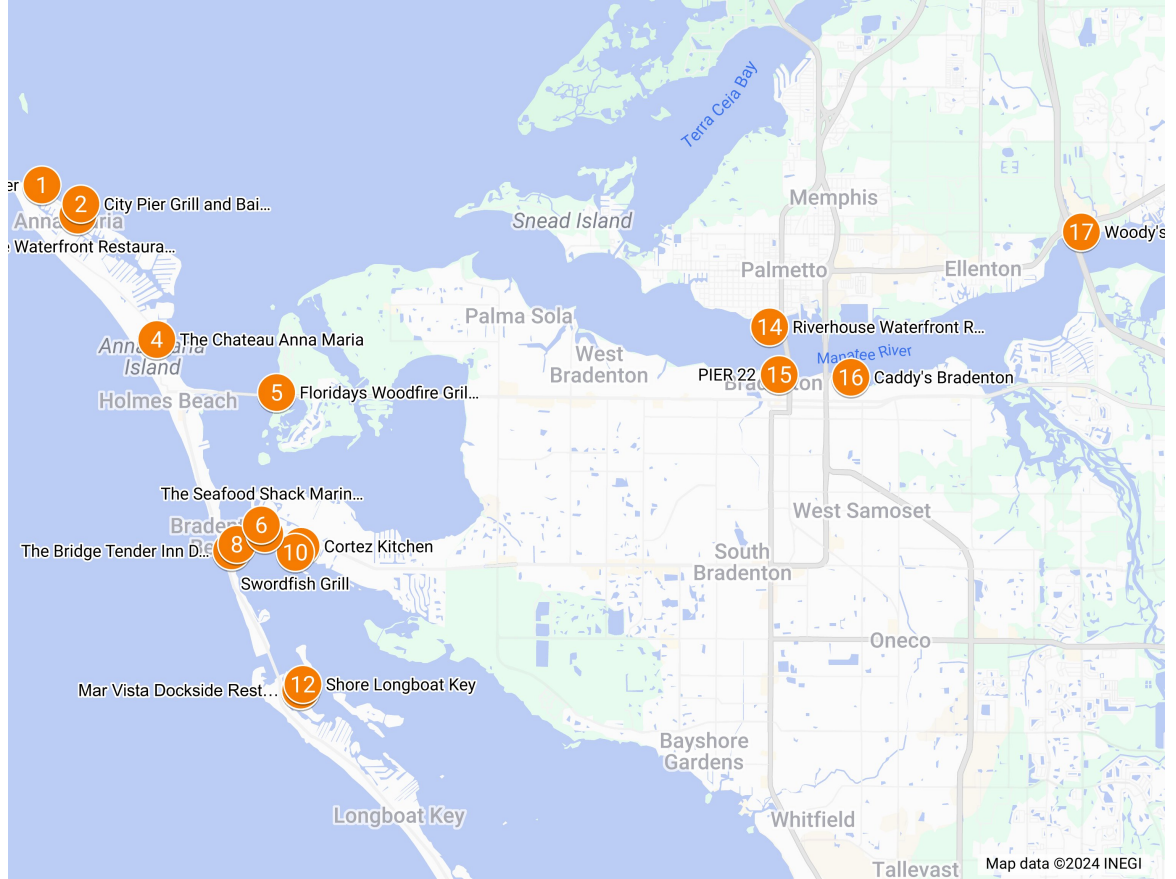 Terra Ceia Bay
er
1
2
City Pier Grill and Bai…
Anna Maria
e Waterfront Restaura…
Memphis
Snead Island
17
Woody's
Palmetto
Ellenton
Palma Sola
14
Riverhouse Waterfront R…
4
The Chateau Anna Maria
Anna Maria
Island
West
Bradenton
Manatee River
PIER 22
15
Bradenton
16
Caddy's Bradenton
5
Floridays Woodfire Gril…
Holmes Beach
The Seafood Shack Marin…
West Samoset
6
8
10
The Bridge Tender Inn D…
Cortez Kitchen
Swordfish Grill
South
Bradenton
Oneco
Mar Vista Dockside Rest…
12
Shore Longboat Key
Bayshore
Gardens
Longboat Key
Whitfield
Tallevast
Map data ©2024 INEGI